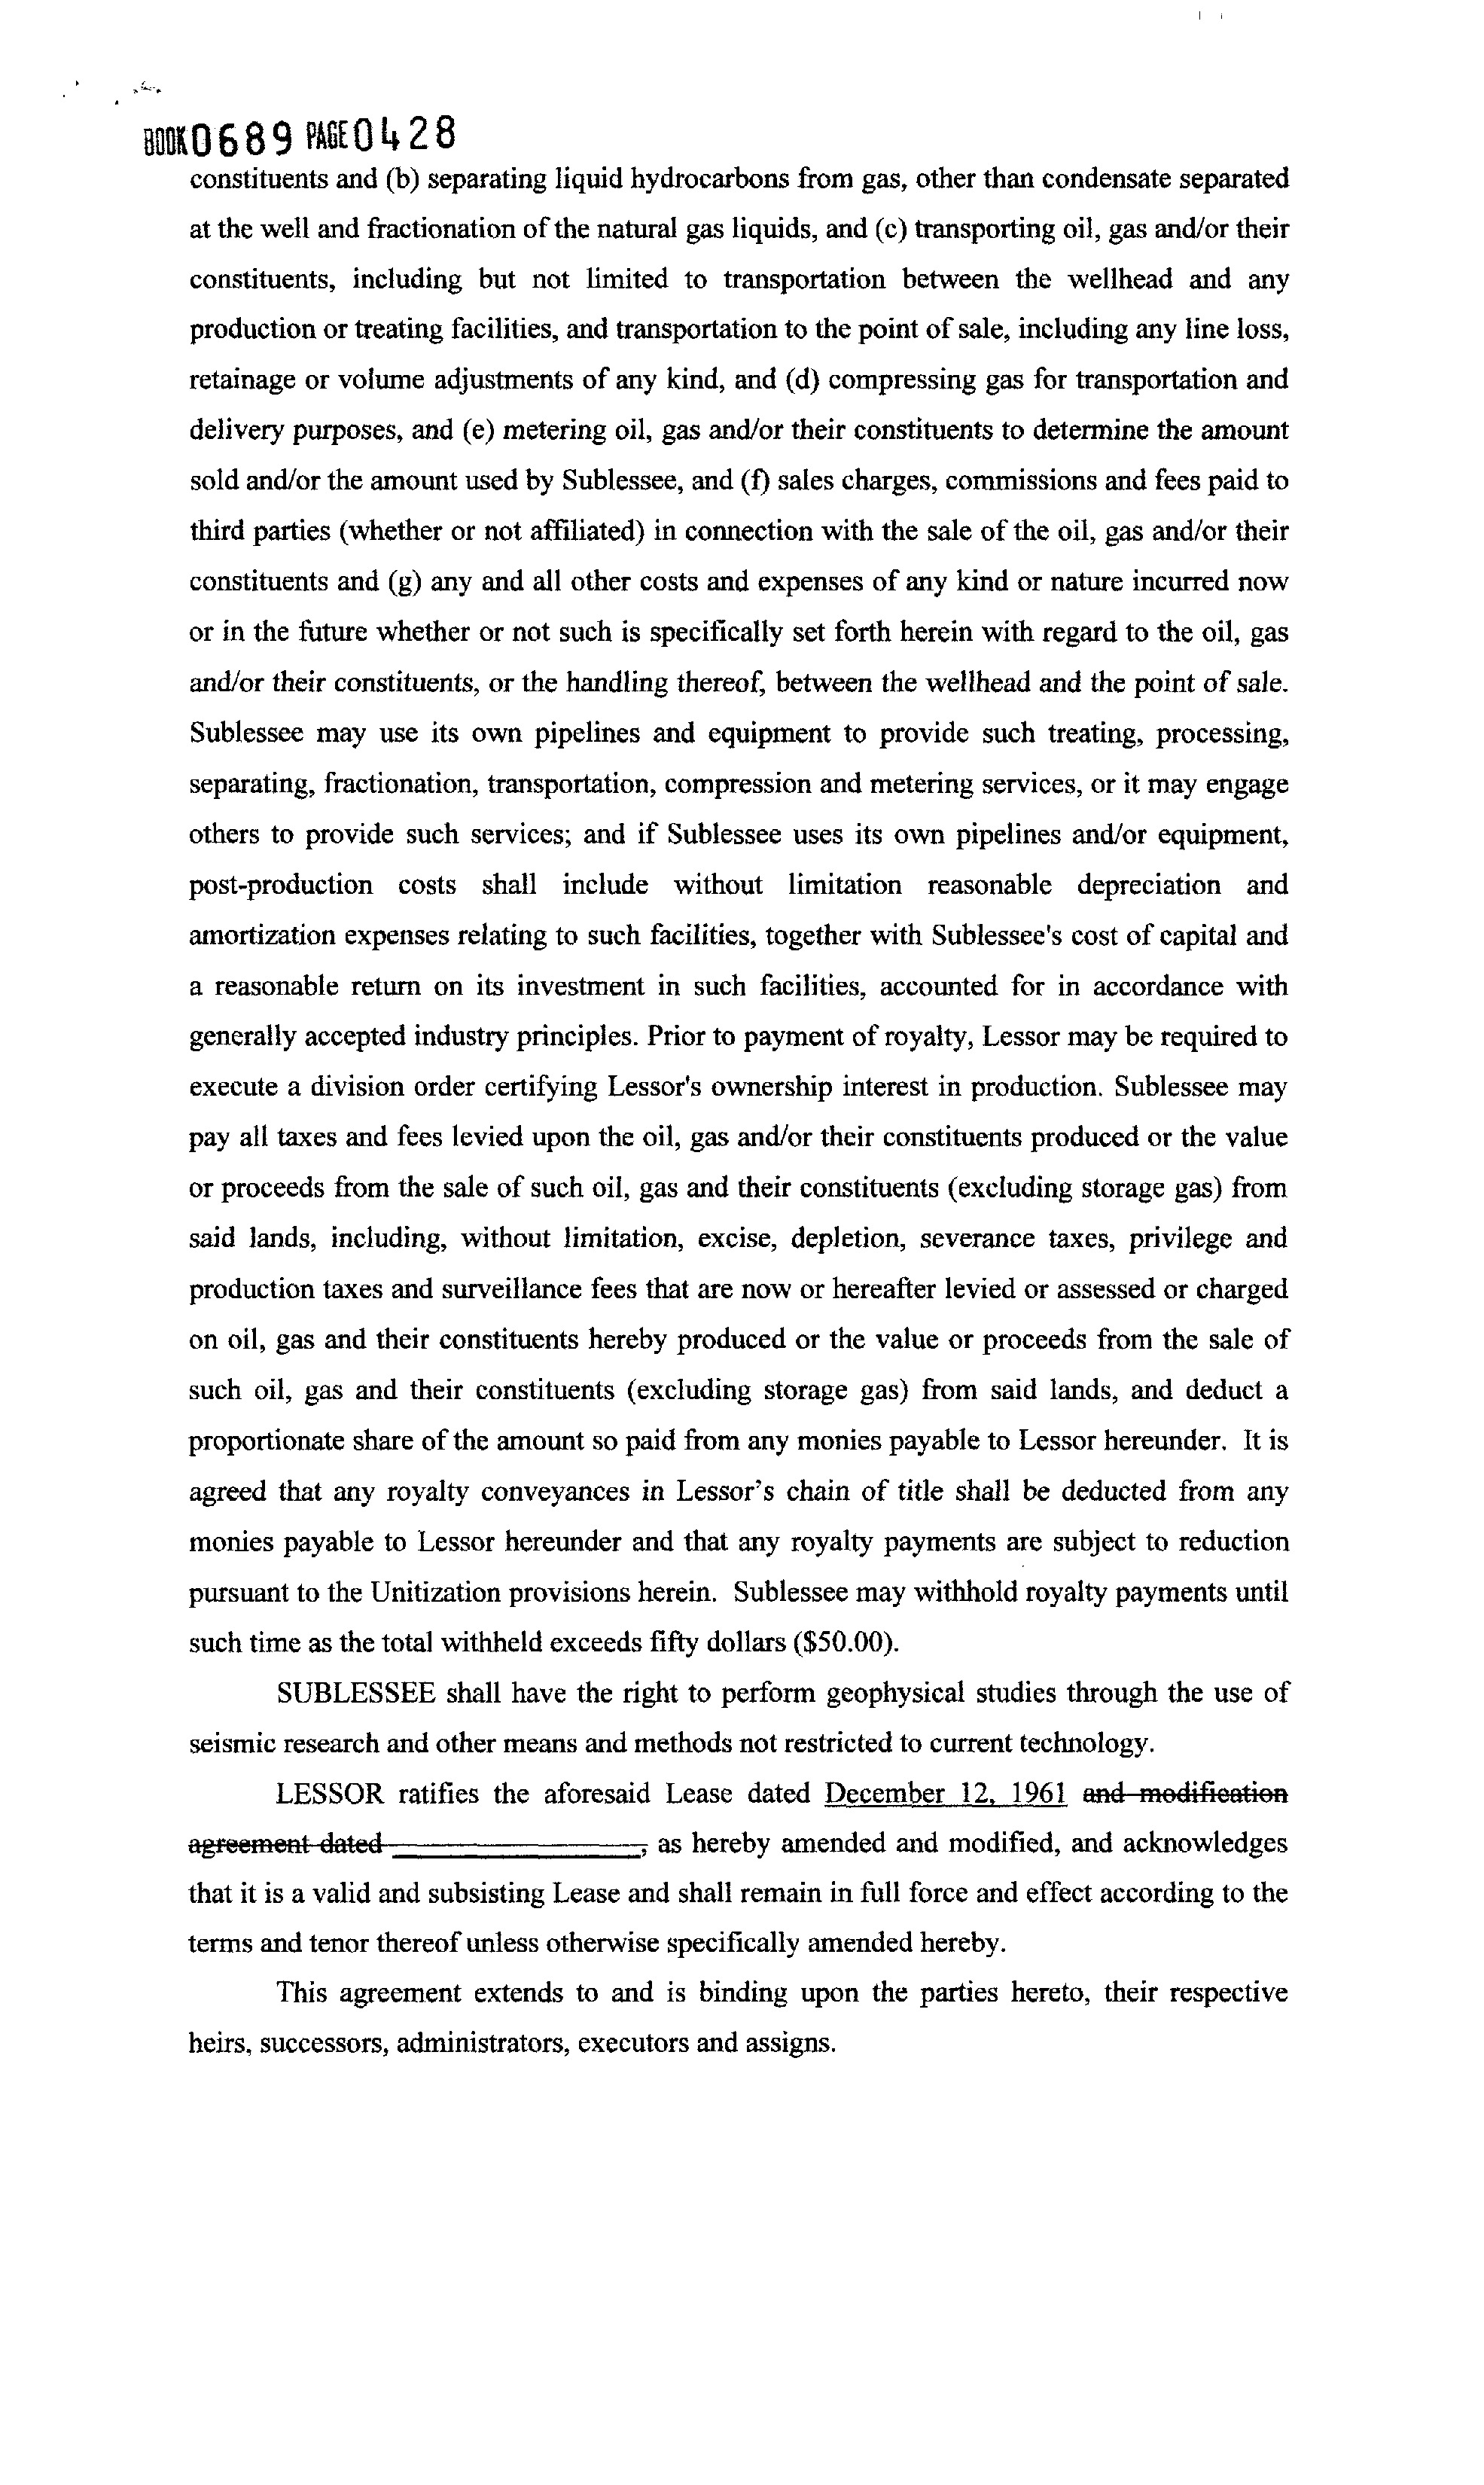 BOOK0689 PAGE0428
constituents and (b) separating liquid hydrocarbons from gas, other than condensate separated
at the well and fractionation of the natural gas liquids, and (c) transporting oil, gas and/or their
constituents, including but not limited to transportation between the wellhead and any
production or treating facilities, and transportation to the point of sale, including any line loss,
retainage or volume adjustments of any kind, and (d) compressing gas for transportation and
delivery purposes, and (e) metering oil, gas and/or their constituents to determine the amount
sold and/or the amount used by Sublessee, and (f) sales charges, commissions and fees paid to
third parties (whether or not affiliated) in connection with the sale of the oil, gas and/or their
constituents and (g) any and all other costs and expenses of any kind or nature incurred now
or in the future whether or not such is specifically set forth herein with regard to the oil, gas
and/or their constituents, or the handling thereof, between the wellhead and the point of sale.
Sublessee may use its own pipelines and equipment to provide such treating, processing,
separating, fractionation, transportation, compression and metering services, or it may engage
others to provide such services; and if Sublessee uses its own pipelines and/or equipment,
post-production costs shall include without limitation reasonable depreciation and
amortization expenses relating to such facilities, together with Sublessee's cost of capital and
a reasonable return on its investment in such facilities, accounted for in accordance with
generally accepted industry principles. Prior to payment of royalty, Lessor may be required to
execute a division order certifying Lessor's ownership interest in production. Sublessee may
pay all taxes and fees levied upon the oil, gas and/or their constituents produced or the value
or proceeds from the sale of such oil, gas and their constituents (excluding storage gas) from
said lands, including, without limitation, excise, depletion, severance taxes, privilege and
production taxes and surveillance fees that are now or hereafter levied or assessed or charged
on oil, gas and their constituents hereby produced or the value or proceeds from the sale of
such oil, gas and their constituents (excluding storage gas) from said lands, and deduct a
proportionate share of the amount so paid from any monies payable to Lessor hereunder. It is
agreed that any royalty conveyances in Lessor’s chain of title shall be deducted from any
monies payable to Lessor hereunder and that any royalty payments are subject to reduction
pursuant to the Unitization provisions herein. Sublessee may withhold royalty payments until
such time as the total withheld exceeds fifty dollars ($50.00).
SUBLESSEE shall have the right to perform geophysical studies through the use of
seismic research and other means and methods not restricted to current technology.
LESSOR ratifies the aforesaid Lease dated December 12, 1961 and modification
agreement dated ____________, as hereby amended and modified, and acknowledges
that it is a valid and subsisting Lease and shall remain in full force and effect according to the
terms and tenor thereof unless otherwise specifically amended hereby.
This agreement extends to and is binding upon the parties hereto, their respective
heirs, successors, administrators, executors and assigns.